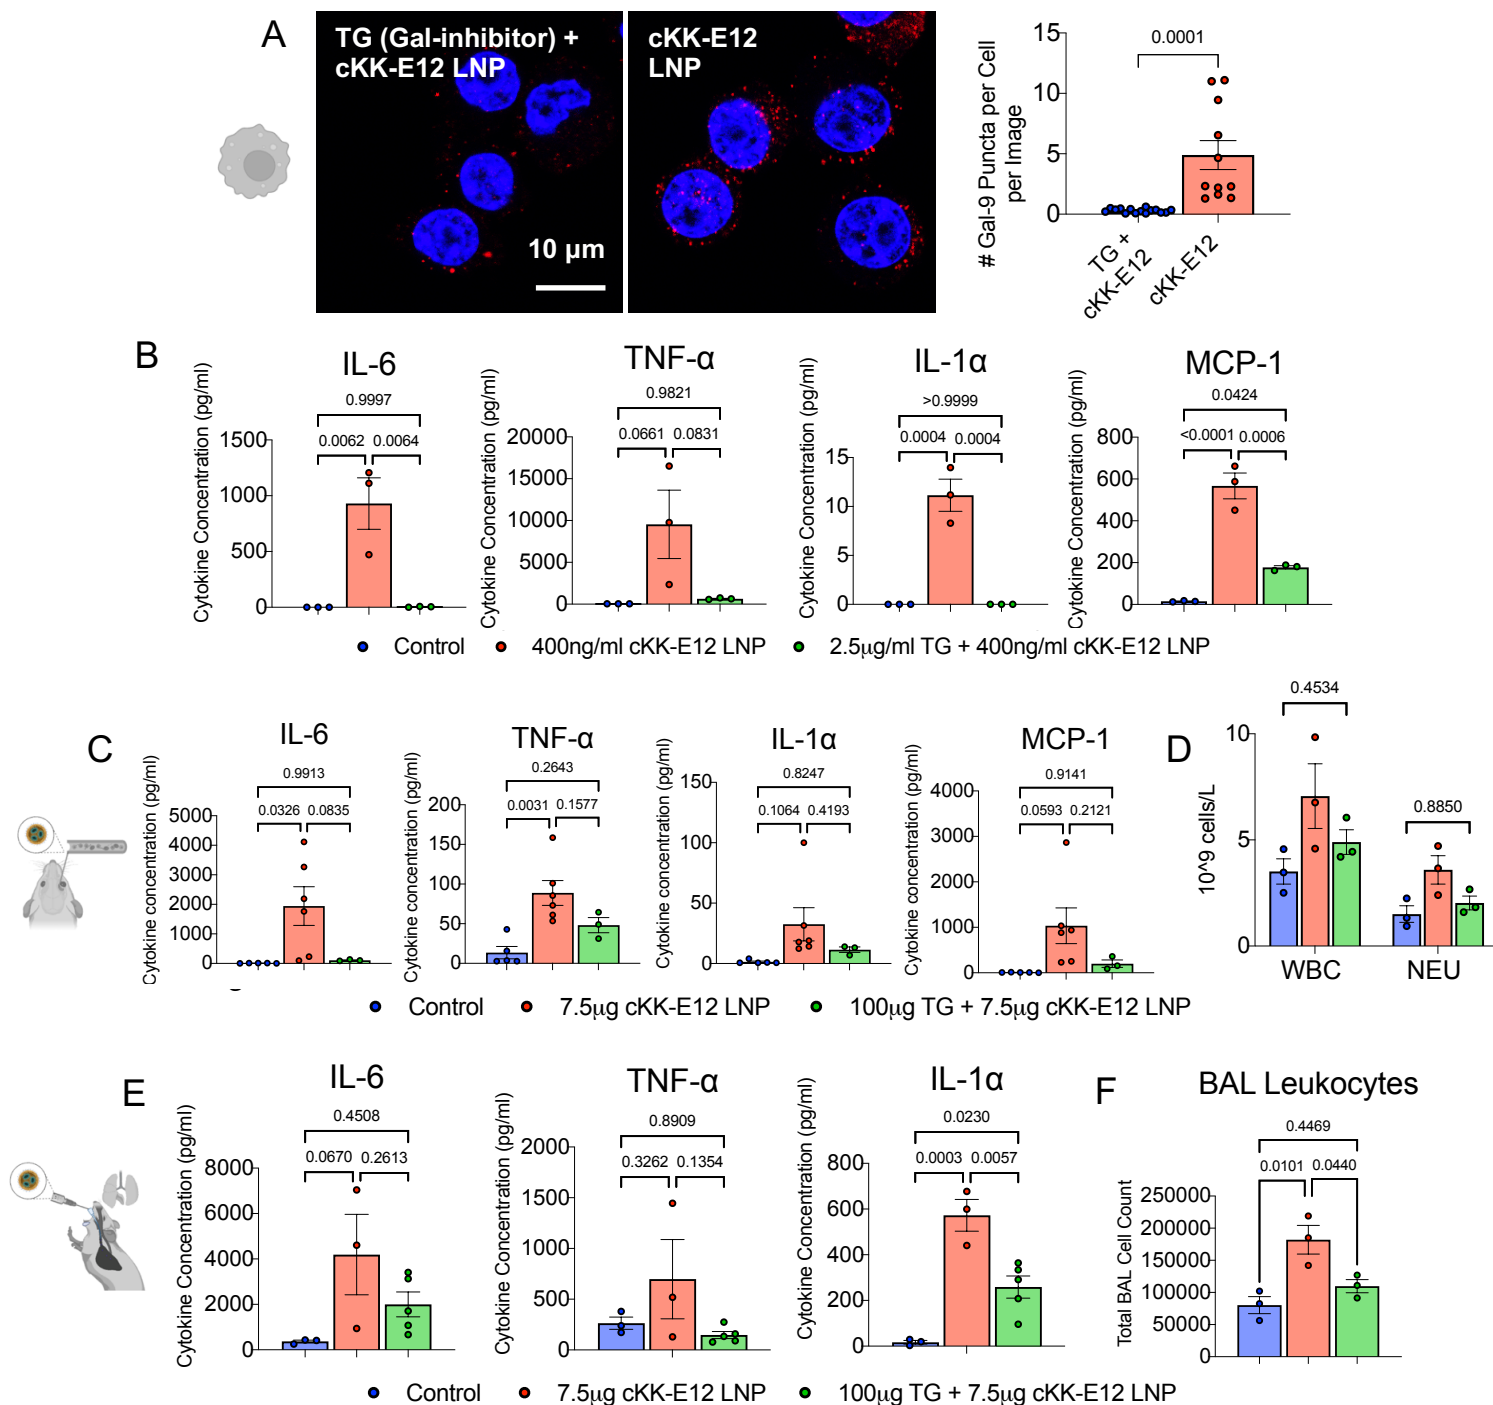 A
TG (Gal-inhibitor) +
cKK-E12 LNP
10 µm
cKK-E12
LNP
# Gal-9 Puncta per Cell
per Image
15
10
5
0
0.0001
TG +
cKK-E12
cKK-E12
B
IL-6
Cytokine Concentration (pg/ml)
1500
1000
500
0
0.9997
0.0062
0.0064
TNF-α
Cytokine Concentration (pg/ml)
20000
15000
10000
5000
0
0.9821
0.0661
0.0831
IL-1α
Cytokine Concentration (pg/ml)
15
10
5
0
>0.9999
0.0004
0.0004
MCP-1
Cytokine Concentration (pg/ml)
800
600
400
200
0
0.0424
<0.0001
0.0006
Control
400ng/ml cKK-E12 LNP
2.5µg/ml TG + 400ng/ml cKK-E12 LNP
C
IL-6
Cytokine concentration (pg/ml)
5000
4000
3000
2000
1000
0
0.9913
0.0326
0.0835
TNF-α
Cytokine concentration (pg/ml)
200
150
100
50
0
0.2643
0.0031
0.1577
IL-1α
Cytokine concentration (pg/ml)
150
100
50
0
0.8247
0.1064
0.4193
MCP-1
Cytokine concentration (pg/ml)
4000
3000
2000
1000
0
0.9141
0.0593
0.2121
D
10^9 cells/L
10
5
0
0.4534
0.8850
WBC
NEU
Control
7.5µg cKK-E12 LNP
100µg TG + 7.5µg cKK-E12 LNP
E
IL-6
Cytokine Concentration (pg/ml)
8000
6000
4000
2000
0
0.4508
0.0670
0.2613
TNF-α
Cytokine Concentration (pg/ml)
2000
1500
1000
500
0
0.8909
0.3262
0.1354
IL-1α
Cytokine Concentration (pg/ml)
800
600
400
200
0
0.0230
0.0003
0.0057
F
BAL Leukocytes
Total BAL Cell Count
250000
200000
150000
100000
50000
0
0.4469
0.0101
0.0440
Control
7.5µg cKK-E12 LNP
100µg TG + 7.5µg cKK-E12 LNP